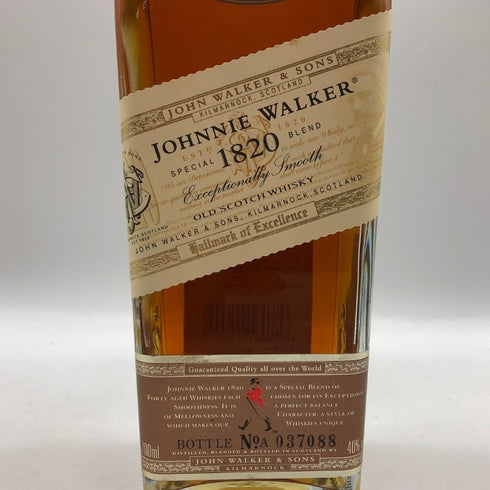 JOHN WALKER & SONS
KILMARNOCK, SCOTLAND
JOHNNIE WALKER®
SPECIAL 1820 BLEND
Exceptionally Smooth
OLD SCOTCH WHISKY
JOHN WALKER & SONS, KILMARNOCK, SCOTLAND.
Hallmark of Excellence
Guaranteed Quality all over the World
JOHNNIE WALKER 1820 IS A SPECIAL BLEND OF
FORTY AGED WHISKIES EACH CHOSEN FOR ITS EXCEPTIONAL
SMOOTHNESS. IT IS A PERFECT BALANCE
OF MELLOWNESS AND CHARACTER, A STYLE OF
WHICH MAKES OUR WHISKIES UNIQUE.
BOTTLE No. A 037088
00ml 40%
DISTILLED, BLENDED & BOTTLED IN SCOTLAND BY
JOHN WALKER & SONS
KILMARNOCK